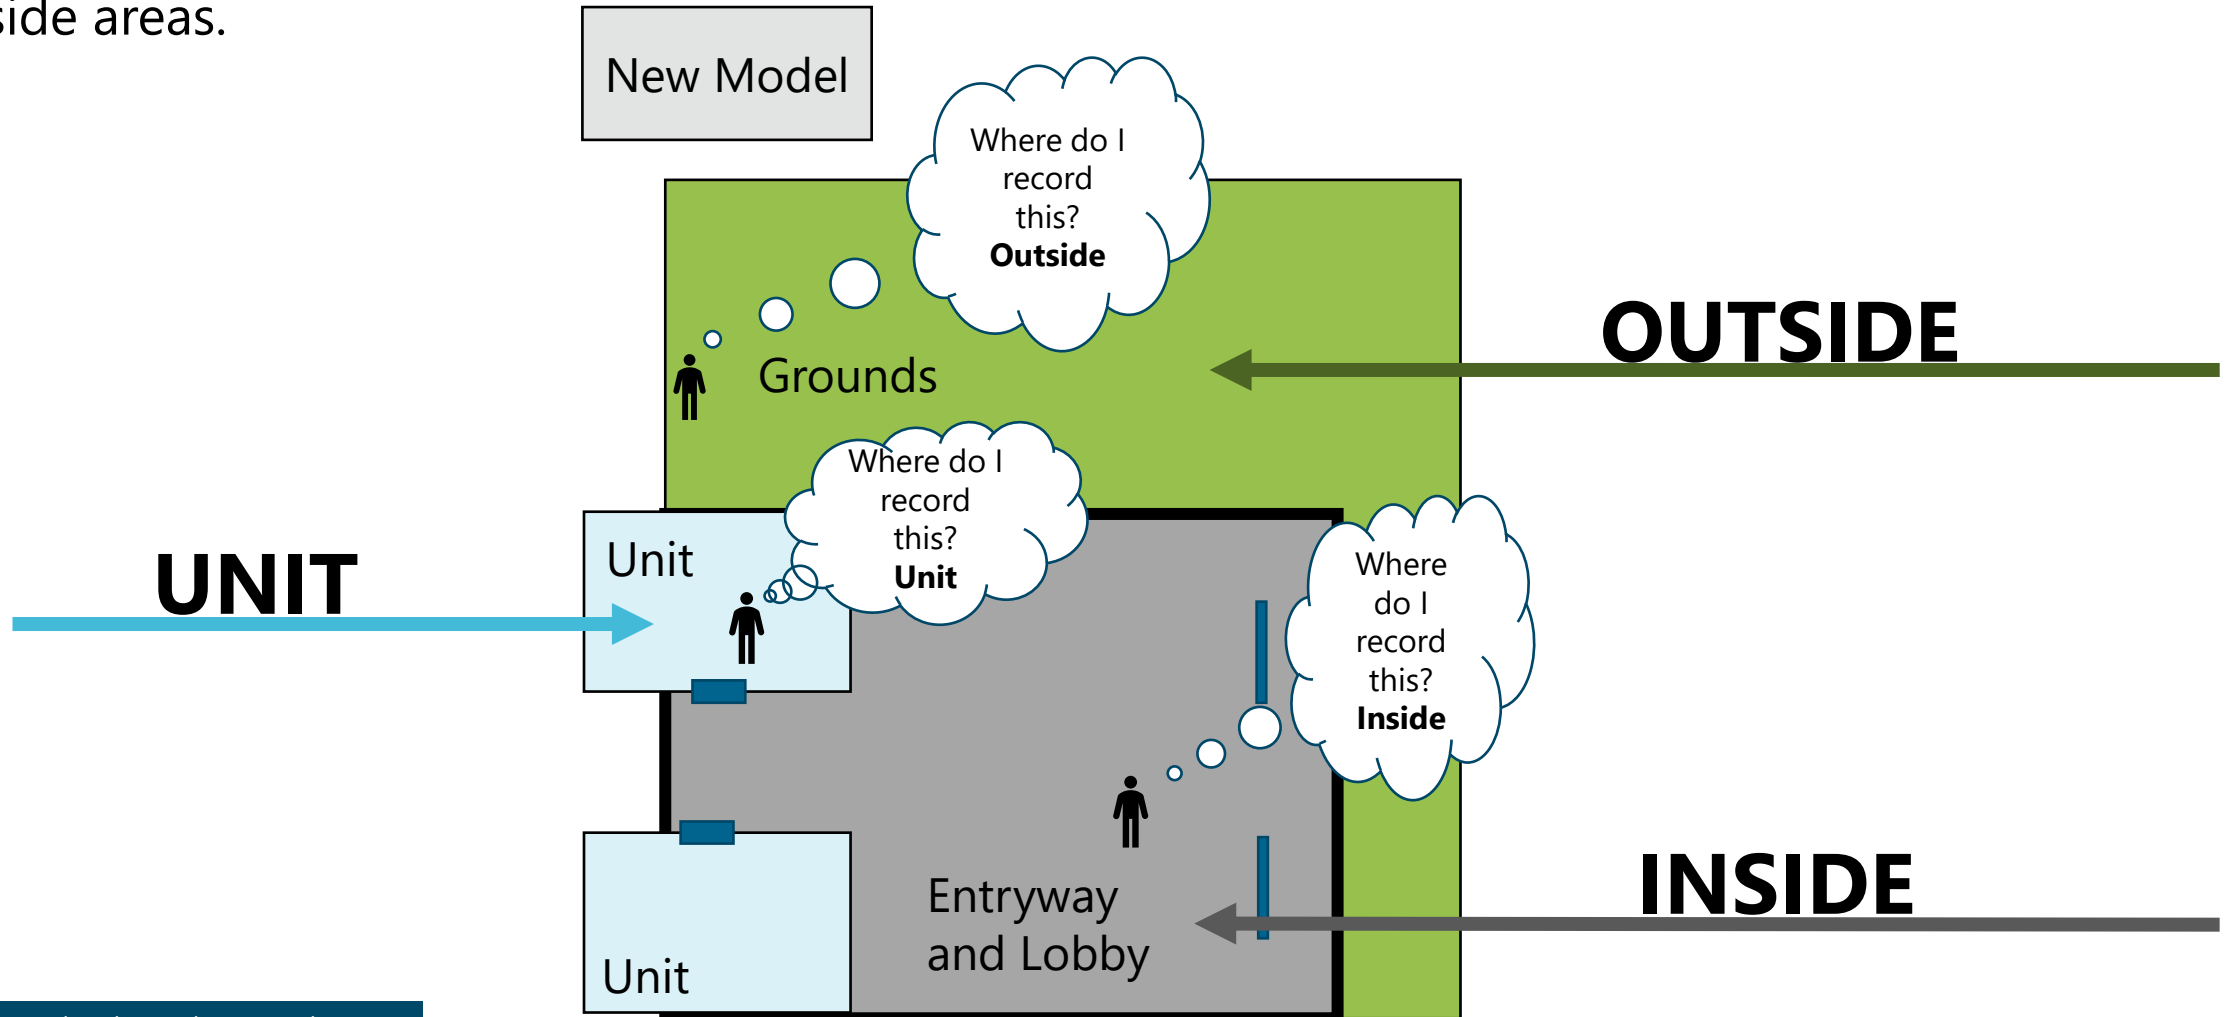 side areas.
New Model
Where do I
record
this?
Outside
OUTSIDE
Grounds
Where do I
record
this?
Unit
Unit
UNIT
Where
do I
record
this?
Inside
INSIDE
Entryway
and Lobby
Unit